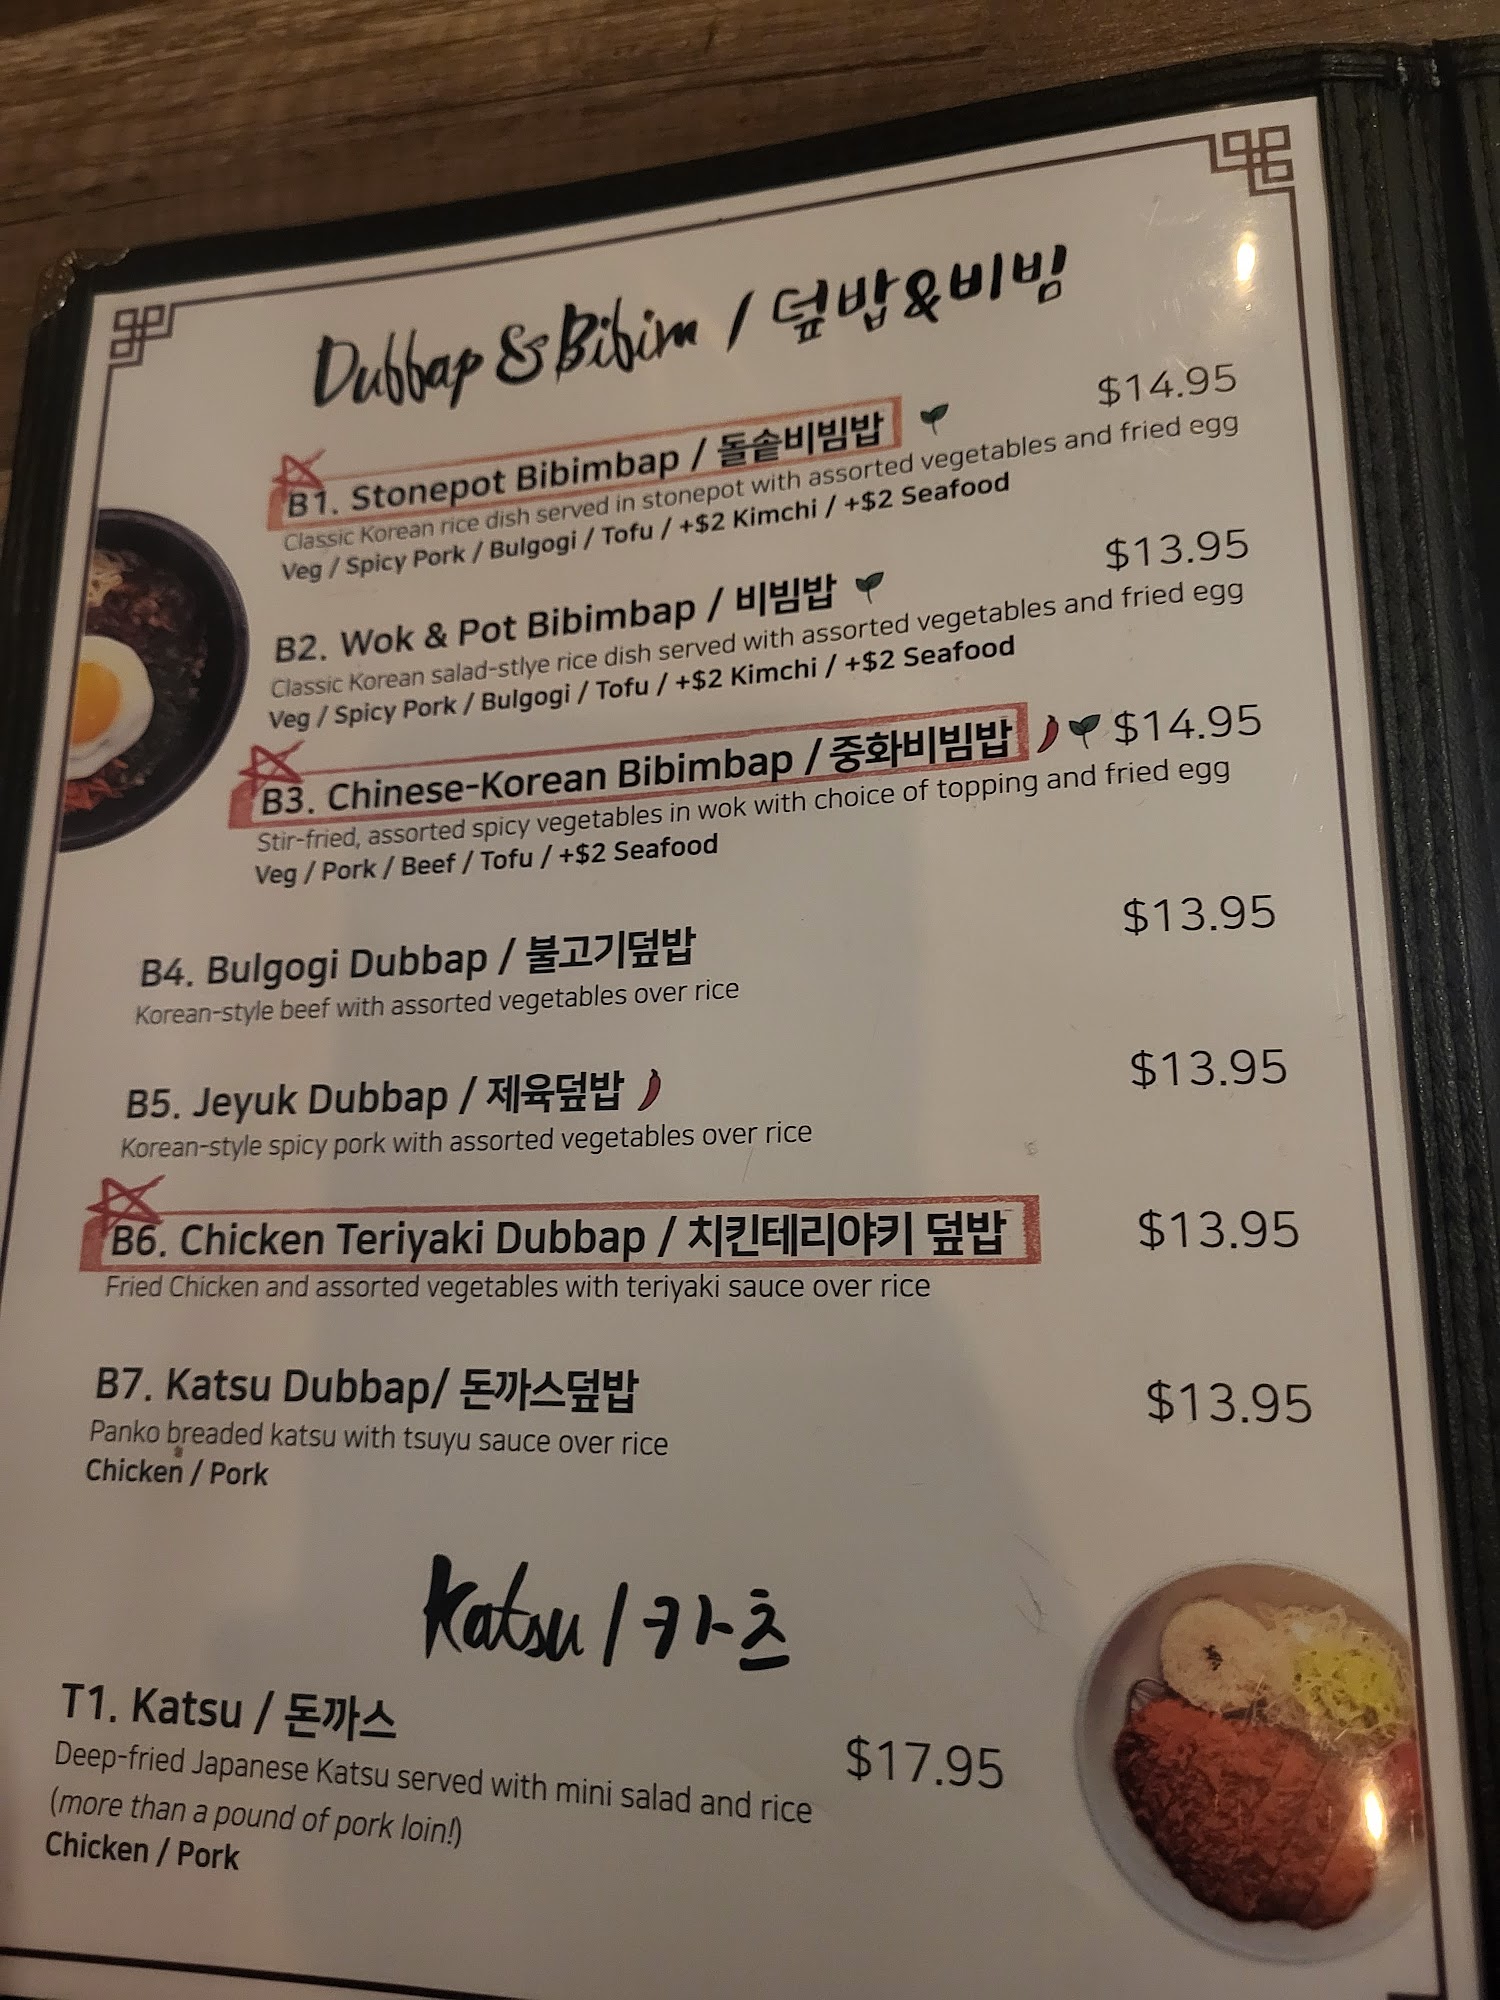 Dubbap & Bibim / 덮밥&비빔
B1. Stonepot Bibimbap / 돌솥비빔밥 $14.95
Classic Korean rice dish served in stonepot with assorted vegetables and fried egg
Veg / Spicy Pork / Bulgogi / Tofu / +$2 Kimchi / +$2 Seafood
B2. Wok & Pot Bibimbap / 비빔밥 $13.95
Classic Korean salad-stlye rice dish served with assorted vegetables and fried egg
Veg / Spicy Pork / Bulgogi / Tofu / +$2 Kimchi / +$2 Seafood
B3. Chinese-Korean Bibimbap / 중화비빔밥 $14.95
Stir-fried, assorted spicy vegetables in wok with choice of topping and fried egg
Veg / Pork / Beef / Tofu / +$2 Seafood
B4. Bulgogi Dubbap / 불고기덮밥 $13.95
Korean-style beef with assorted vegetables over rice
B5. Jeyuk Dubbap / 제육덮밥 $13.95
Korean-style spicy pork with assorted vegetables over rice
B6. Chicken Teriyaki Dubbap / 치킨테리야키 덮밥 $13.95
Fried Chicken and assorted vegetables with teriyaki sauce over rice
B7. Katsu Dubbap/ 돈까스덮밥 $13.95
Panko breaded katsu with tsuyu sauce over rice
Chicken / Pork
Katsu / 카츠
T1. Katsu / 돈까스 $17.95
Deep-fried Japanese Katsu served with mini salad and rice
(more than a pound of pork loin!)
Chicken / Pork